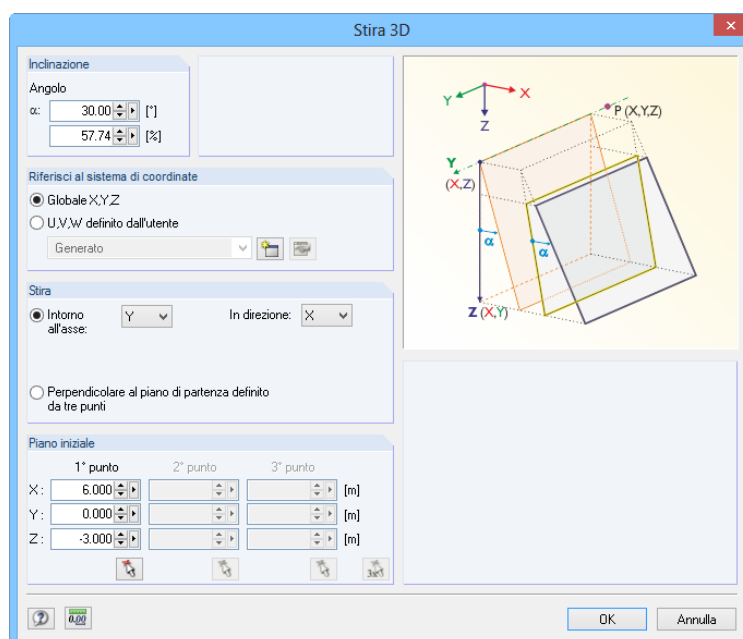 Stira 3D
Inclinazione
Angolo
α: 30.00 [°]
57.74 [%]
Riferisci al sistema di coordinate
Globale X,Y,Z
U,V,W definito dall'utente
Generato
Stira
Intorno all'asse: Y In direzione: X
Perpendicolare al piano di partenza definito
da tre punti
Piano iniziale
1° punto 2° punto 3° punto
X: 6.000 [m]
Y: 0.000 [m]
Z: -3.000 [m]
3x
0.00
OK Annulla
Y X
Z
P (X,Y,Z)
Y
(X,Z)
α α
Z (X,Y)